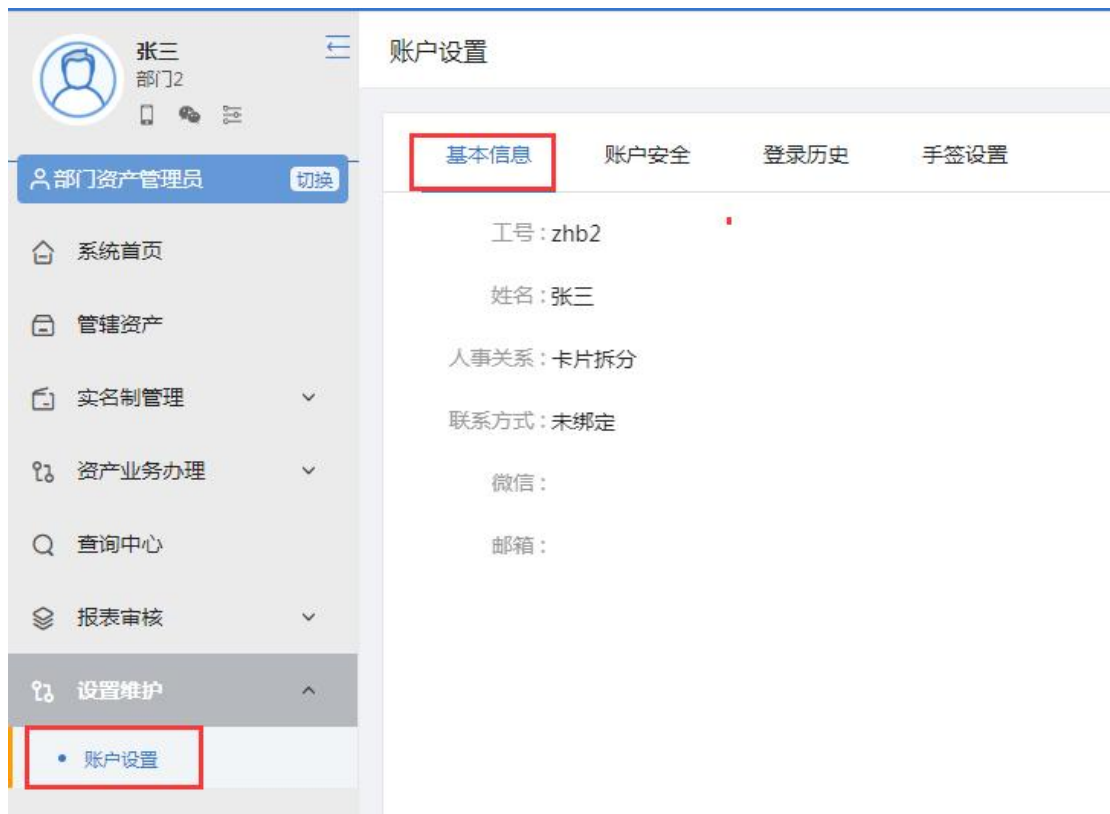 张三
部门2
部门资产管理员 切换
系统首页
管辖资产
实名制管理
资产业务办理
查询中心
报表审核
设置维护
账户设置
账户设置
基本信息 账户安全 登录历史 手签设置
工号：zhb2
姓名：张三
人事关系：卡片拆分
联系方式：未绑定
微信：
邮箱：